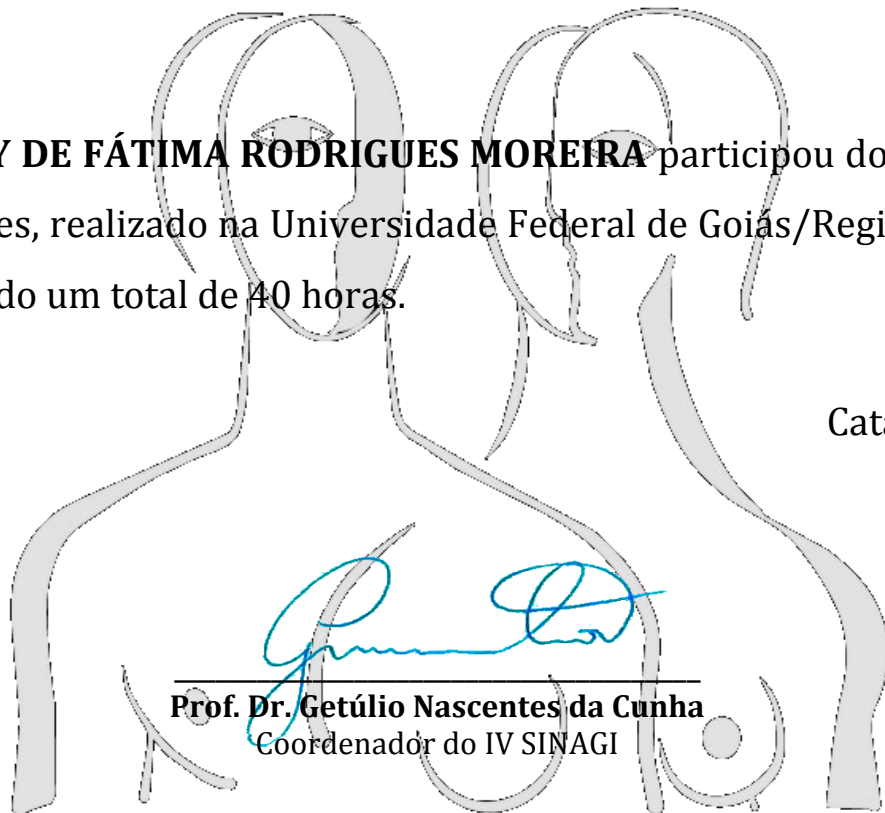 Y DE FÁTIMA RODRIGUES MOREIRA participou do
es, realizado na Universidade Federal de Goiás/Regi
do um total de 40 horas.
Cata
Prof. Dr. Getúlio Nascentes da Cunha
Coordenador do IV SINAGI